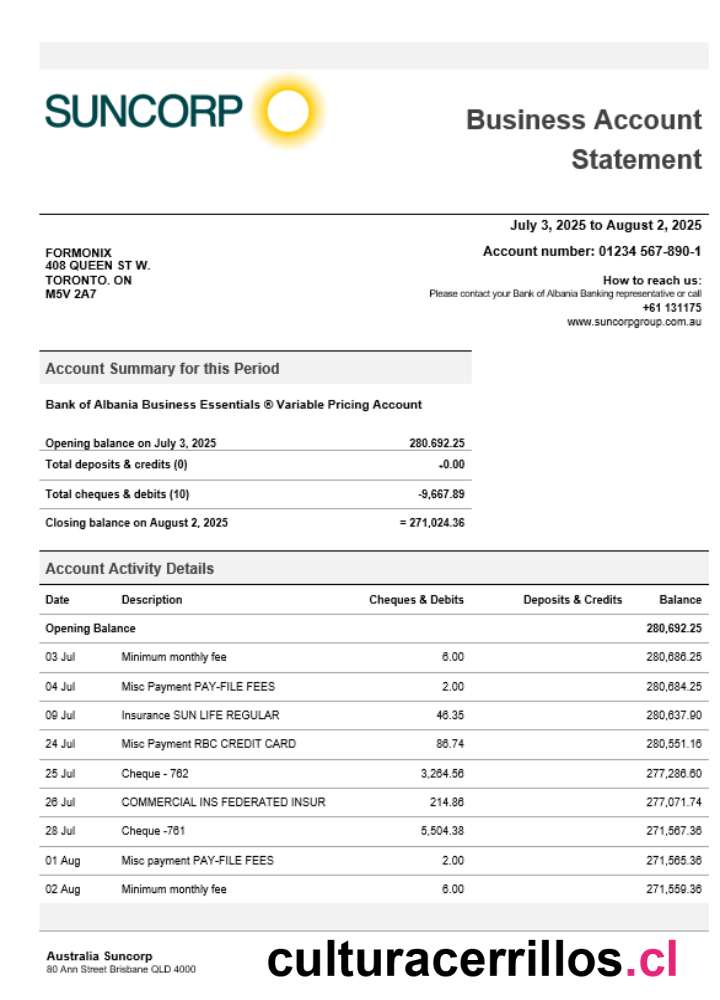 SUNCORP
Business Account
Statement
July 3, 2025 to August 2, 2025
Account number: 01234 567-890-1
FORMONIX
408 QUEEN ST W.
TORONTO. ON
M5V 2A7
How to reach us:
Please contact your Bank of Albania Banking representative or call
+61 131175
www.suncorpgroup.com.au
Account Summary for this Period
Bank of Albania Business Essentials ® Variable Pricing Account
Opening balance on July 3, 2025 280.692.25
Total deposits & credits (0) +0.00
Total cheques & debits (10) -9,667.89
Closing balance on August 2, 2025 = 271,024.36
Account Activity Details
Date Description Cheques & Debits Deposits & Credits Balance
Opening Balance 280,692.25
03 Jul Minimum monthly fee 6.00 280,686.25
04 Jul Misc Payment PAY-FILE FEES 2.00 280,684.25
09 Jul Insurance SUN LIFE REGULAR 46.35 280,637.90
24 Jul Misc Payment RBC CREDIT CARD 86.74 280,551.16
25 Jul Cheque - 762 3,264.56 277,286.60
26 Jul COMMERCIAL INS FEDERATED INSUR 214.86 277,071.74
28 Jul Cheque -761 5,504.38 271,567.36
01 Aug Misc payment PAY-FILE FEES 2.00 271,565.36
02 Aug Minimum monthly fee 6.00 271,559.36
Australia Suncorp
80 Ann Street Brisbane QLD 4000
culturacerrillos.cl